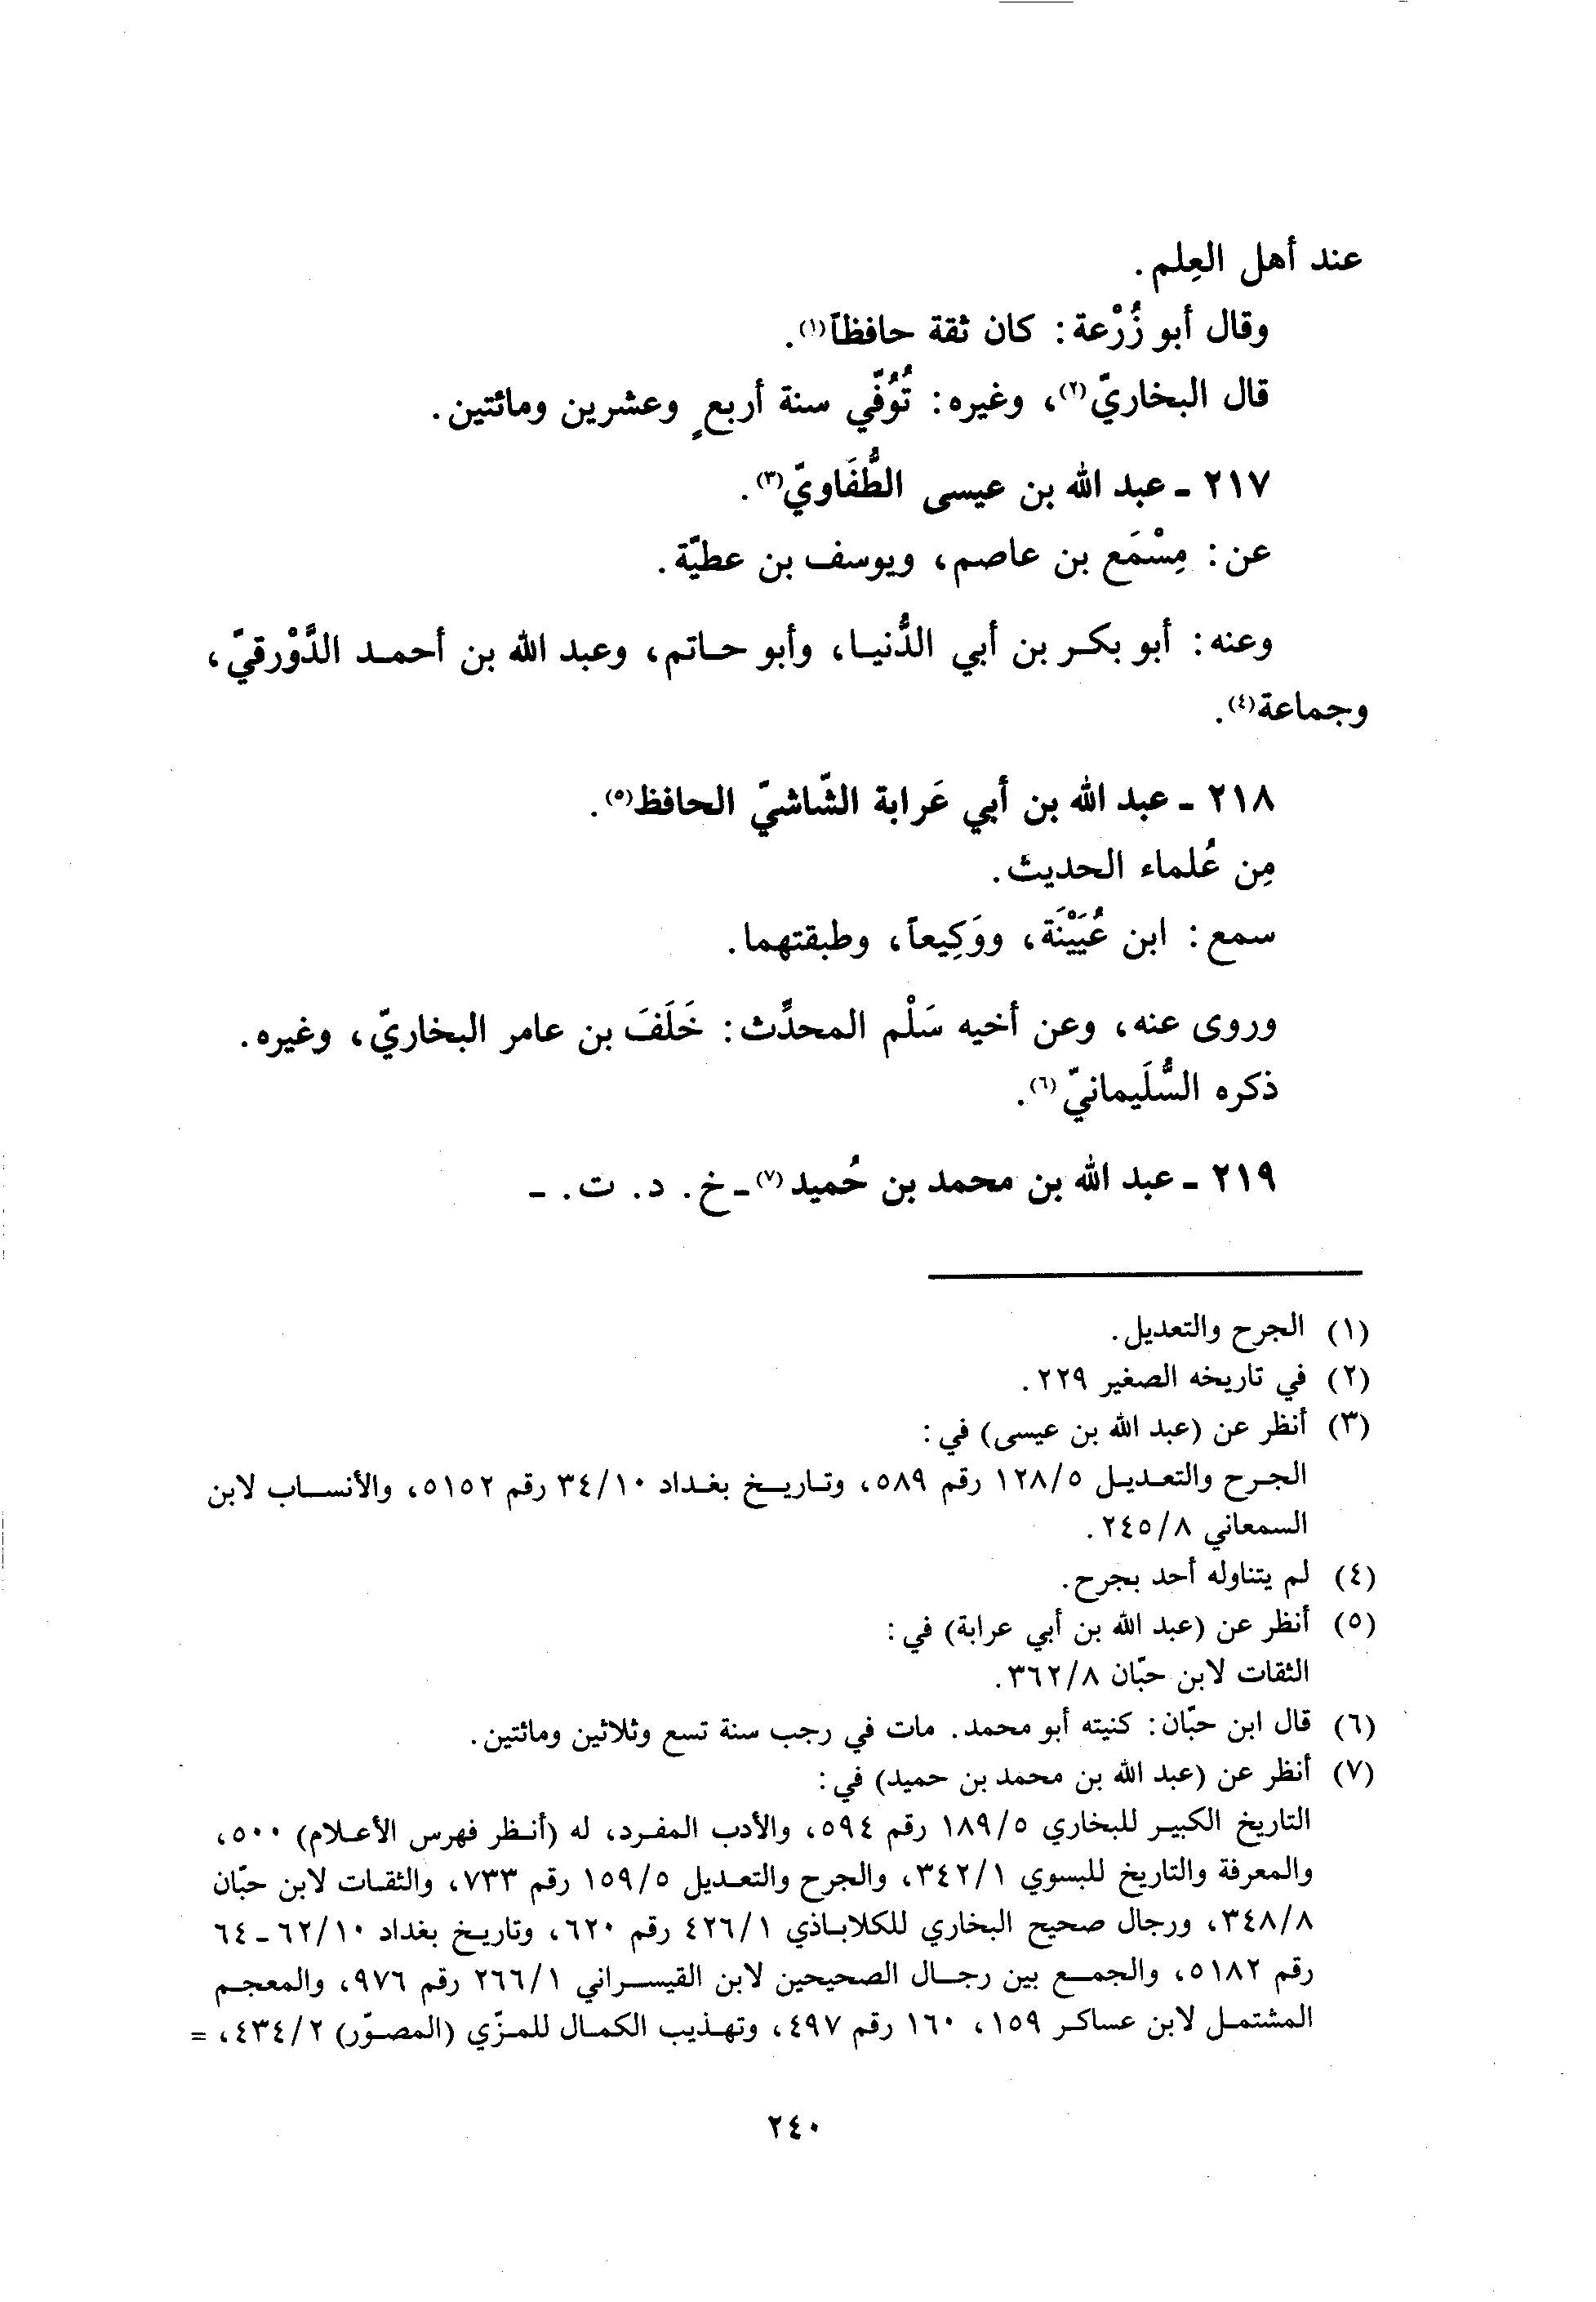 عند أهل العِلم.
وقال أبو زُرْعة: كان ثقة حافظاً(١).
قال البخاريّ(٢)، وغيره: تُوُفّي سنة أربعٍ وعشرين ومائتين.
٢١٧ ـ عبد الله بن عيسى الطُّفَاويّ(٣).
عن: مِسْمَع بن عاصم، ويوسف بن عطيّة.
وعنه: أبو بكر بن أبي الدُّنيا، وأبو حاتم، وعبد الله بن أحمد الدَّوْرقيّ،
وجماعة(٤).
٢١٨ ـ عبد الله بن أبي عَرابة الشّاشيّ الحافظ(٥).
مِن عُلماء الحديث.
سمع: ابن عُيَيْنَة، ووَكِيعاً، وطبقتهما.
وروى عنه، وعن أخيه سَلْم المحدِّث: خَلَفَ بن عامر البخاريّ، وغيره.
ذكره السُّلَيمانيّ(٦).
٢١٩ ـ عبد الله بن محمد بن حُميد(٧) ـ خ. د. ت. ـ
(١) الجرح والتعديل.
(٢) في تاريخه الصغير ٢٢٩.
(٣) أنظر عن (عبد الله بن عيسى) في:
الجرح والتعديل ١٢٨/٥ رقم ٥٨٩، وتاريخ بغداد ٣٤/١٠ رقم ٥١٥٢، والأنساب لابن
السمعاني ٢٤٥/٨.
(٤) لم يتناوله أحد بجرح.
(٥) أنظر عن (عبد الله بن أبي عرابة) في:
الثقات لابن حبّان ٣٦٢/٨.
(٦) قال ابن حبّان: كنيته أبو محمد. مات في رجب سنة تسع وثلاثين ومائتين.
(٧) أنظر عن (عبد الله بن محمد بن حميد) في:
التاريخ الكبير للبخاري ١٨٩/٥ رقم ٥٩٤، والأدب المفرد، له (أنظر فهرس الأعلام) ٥٠٠،
والمعرفة والتاريخ للبسوي ٣٤٢/١، والجرح والتعديل ١٥٩/٥ رقم ٧٣٣، والثقات لابن حبّان
٣٤٨/٨، ورجال صحيح البخاري للكلاباذي ٤٢٦/١ رقم ٦٢٠، وتاريخ بغداد ٦٢/١٠ ـ ٦٤
رقم ٥١٨٢، والجمع بين رجال الصحيحين لابن القيسراني ٢٦٦/١ رقم ٩٧٦، والمعجم
المشتمل لابن عساكر ١٥٩، ١٦٠ رقم ٤٩٧، وتهذيب الكمال للمزّي (المصوّر) ٤٣٤/٢، =
٢٤٠